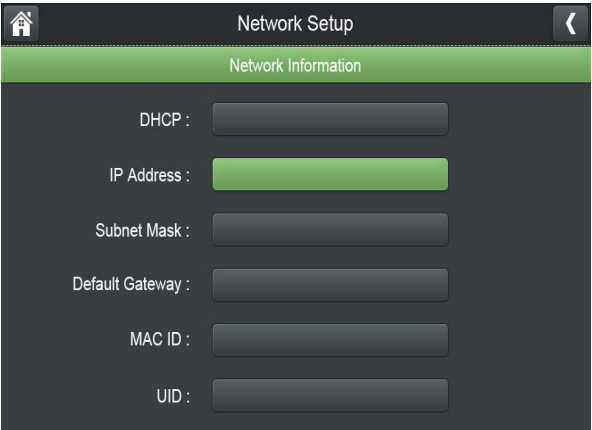 Network Setup
Network Information
DHCP :
IP Address :
Subnet Mask :
Default Gateway :
MAC ID :
UID :